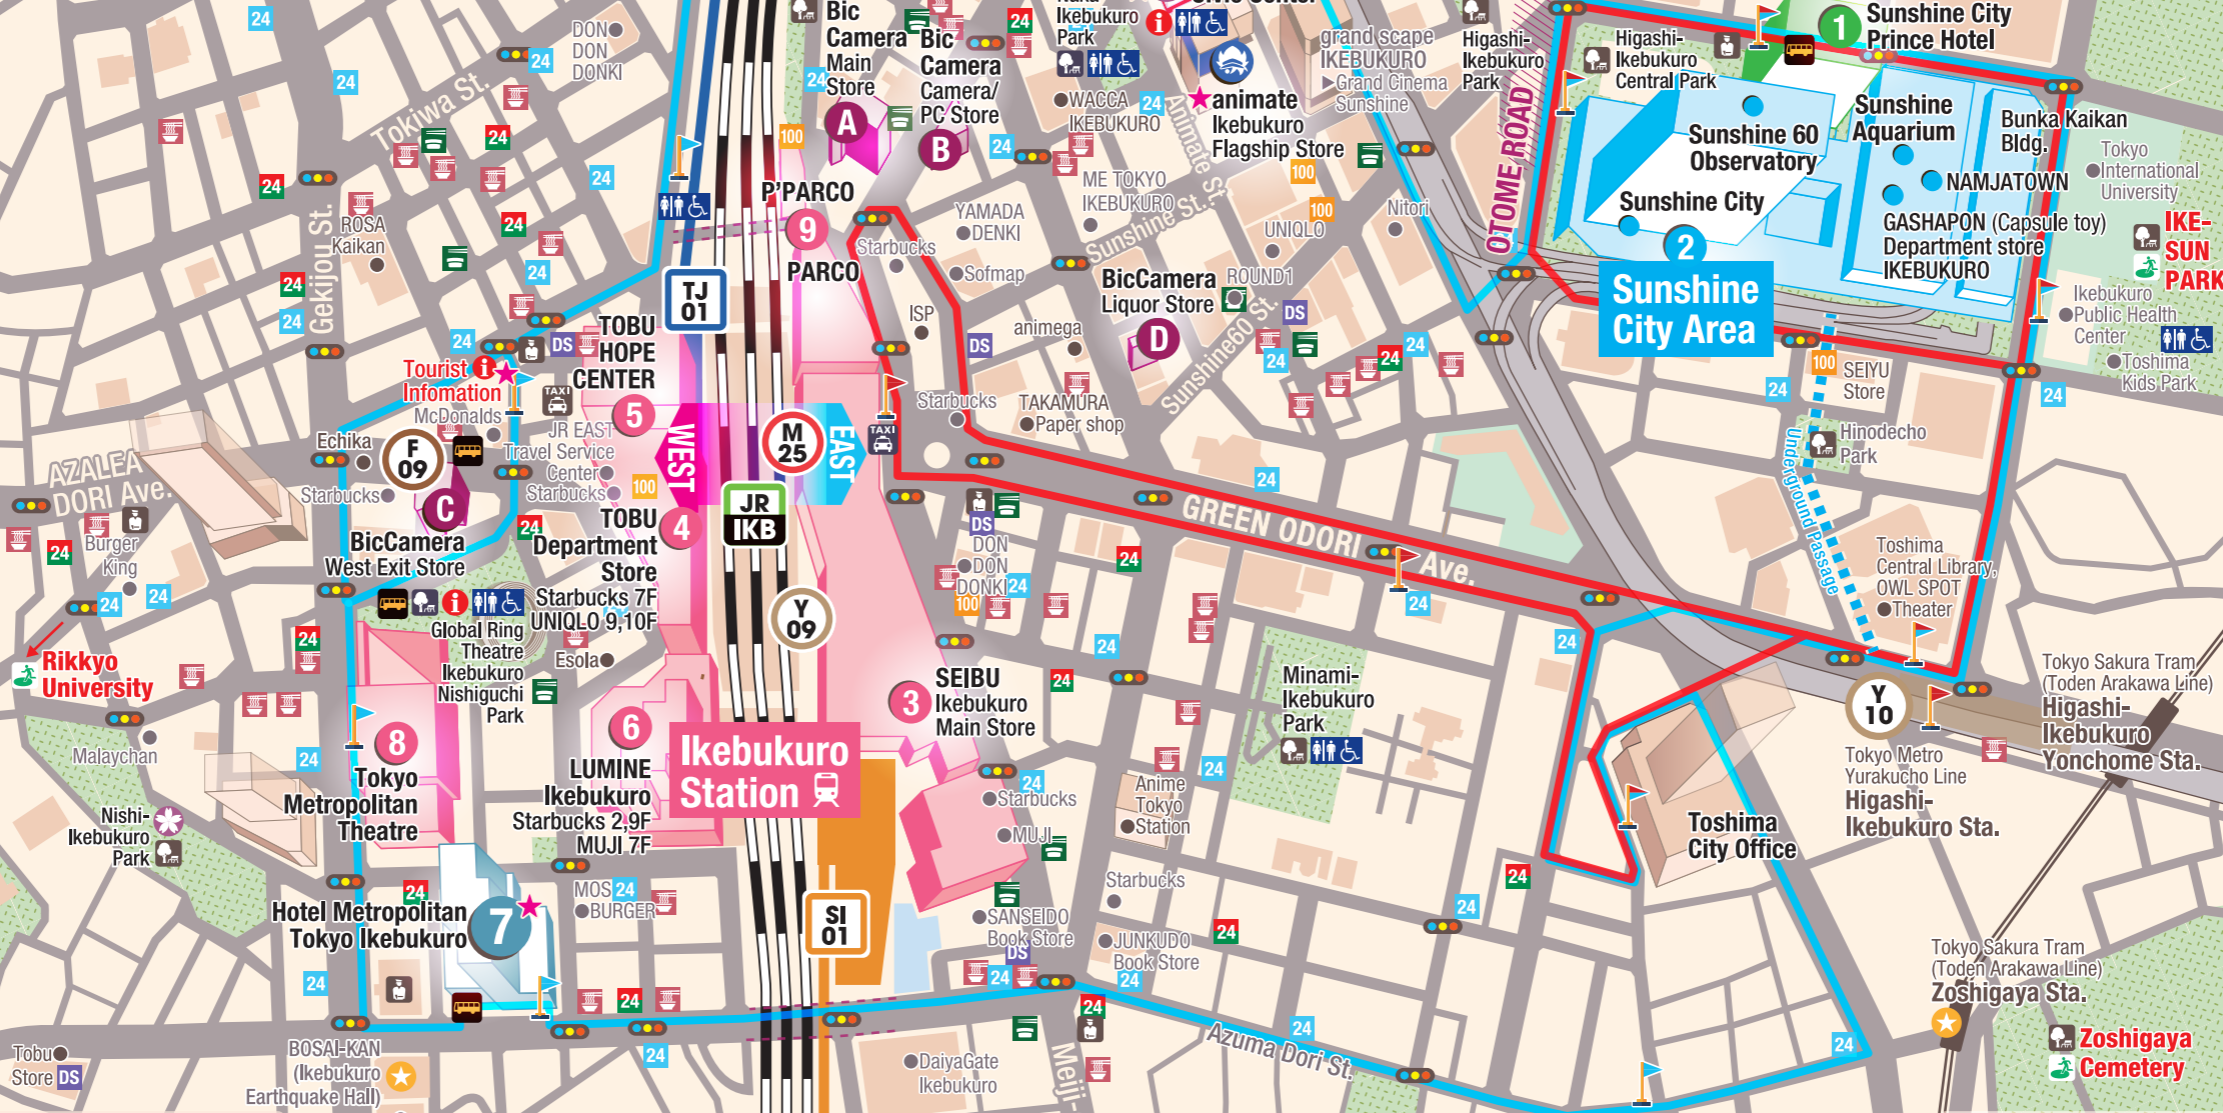 Bic
Camera
Main
Store
Bic
Camera
Camera/
PC Store
A
B
Ikebukuro
Park
WACCA
IKEBUKURO
animate
Ikebukuro
Flagship Store
Animate St.
grand scape
IKEBUKURO
Grand Cinema
Sunshine
Higashi-
Ikebukuro
Park
OTOME ROAD
Higashi-
Ikebukuro
Central Park
1
Sunshine City
Prince Hotel
Sunshine 60
Observatory
Sunshine
Aquarium
Bunka Kaikan
Bldg.
NAMJATOWN
Sunshine City
2
GASHAPON (Capsule toy)
Department store
IKEBUKURO
Sunshine
City Area
Tokyo
International
University
IKE-
SUN
PARK
Ikebukuro
Public Health
Center
Toshima
Kids Park
DON
DON
DONKI
Tokiwa St.
ROSA
Kaikan
Gekijou St.
P'PARCO
9
PARCO
TJ
01
Starbucks
YAMADA
DENKI
Sofmap
ISP
ME TOKYO
IKEBUKURO
Sunshine St.
UNIQLO
Nitori
BicCamera
Liquor Store
ROUND1
D
Sunshine60 St.
animega
TAKAMURA
Paper shop
Starbucks
TOBU
HOPE
CENTER
5
Tourist
Infomation
McDonalds
Echika
F
09
Starbucks
C
BicCamera
West Exit Store
JR EAST
Travel Service
Center
Starbucks
WEST
M
25
EAST
TAXI
TAXI
JR
IKB
TOBU
4
Department
Store
Starbucks 7F
UNIQLO 9,10F
Y
09
AZALEA
DORI Ave.
Burger
King
Rikkyo
University
Malaychan
Nishi-
Ikebukuro
Park
Global Ring
Theatre
Ikebukuro
Nishiguchi
Park
Esola
6
LUMINE
Ikebukuro
Starbucks 2,9F
MUJI 7F
Ikebukuro
Station
8
Tokyo
Metropolitan
Theatre
Hotel Metropolitan
Tokyo Ikebukuro
7
MOS
BURGER
SI
01
3
SEIBU
Ikebukuro
Main Store
DON
DON
DONKI
GREEN ODORI Ave.
Minami-
Ikebukuro
Park
Anime
Tokyo
Station
Starbucks
MUJI
Starbucks
SANSEIDO
Book Store
JUNKUDO
Book Store
DaiyaGate
Ikebukuro
Meiji-
Azuma Dori St.
Tobu
Store DS
BOSAI-KAN
(Ikebukuro
Earthquake Hall)
SEIYU
Store
Hinodecho
Park
Underground Passage
Toshima
Central Library,
OWL SPOT
Theater
Y
10
Tokyo Metro
Yurakucho Line
Higashi-
Ikebukuro Sta.
Toshima
City Office
Tokyo Sakura Tram
(Toden Arakawa Line)
Higashi-
Ikebukuro
Yonchome Sta.
Tokyo Sakura Tram
(Toden Arakawa Line)
Zoshigaya Sta.
Zoshigaya
Cemetery